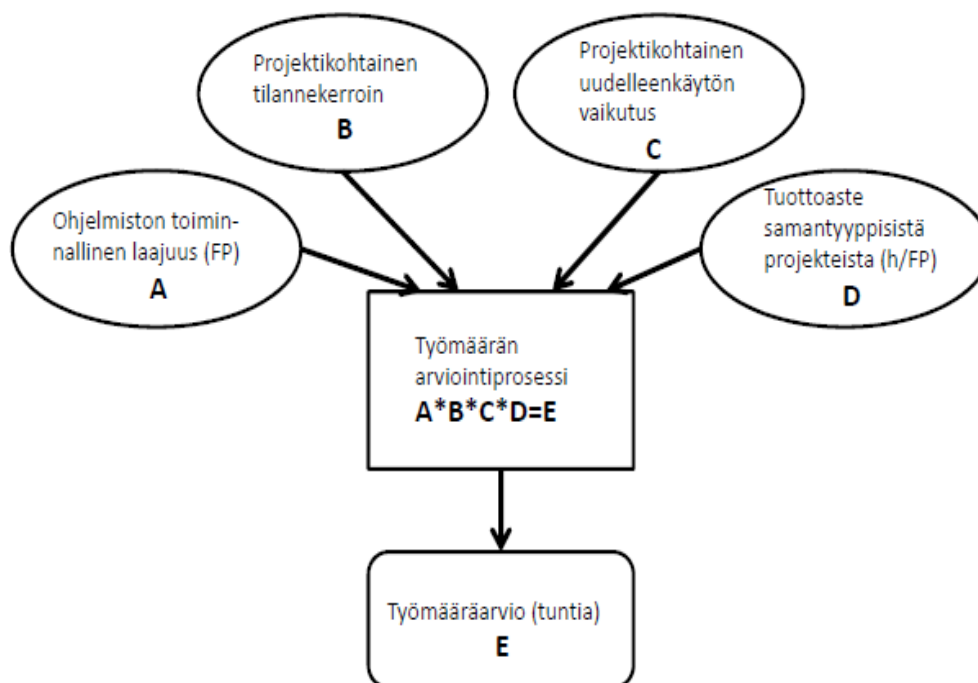 Projektikohtainen
tilannekerroin
B
Projektikohtainen
uudelleenkäytön
vaikutus
C
Ohjelmiston toimin-
nallinen laajuus (FP)
A
Tuottoaste
samantyyppisistä
projekteista (h/FP)
D
Työmäärän
arviointiprosessi
A*B*C*D=E
Työmääräarvio (tuntia)
E